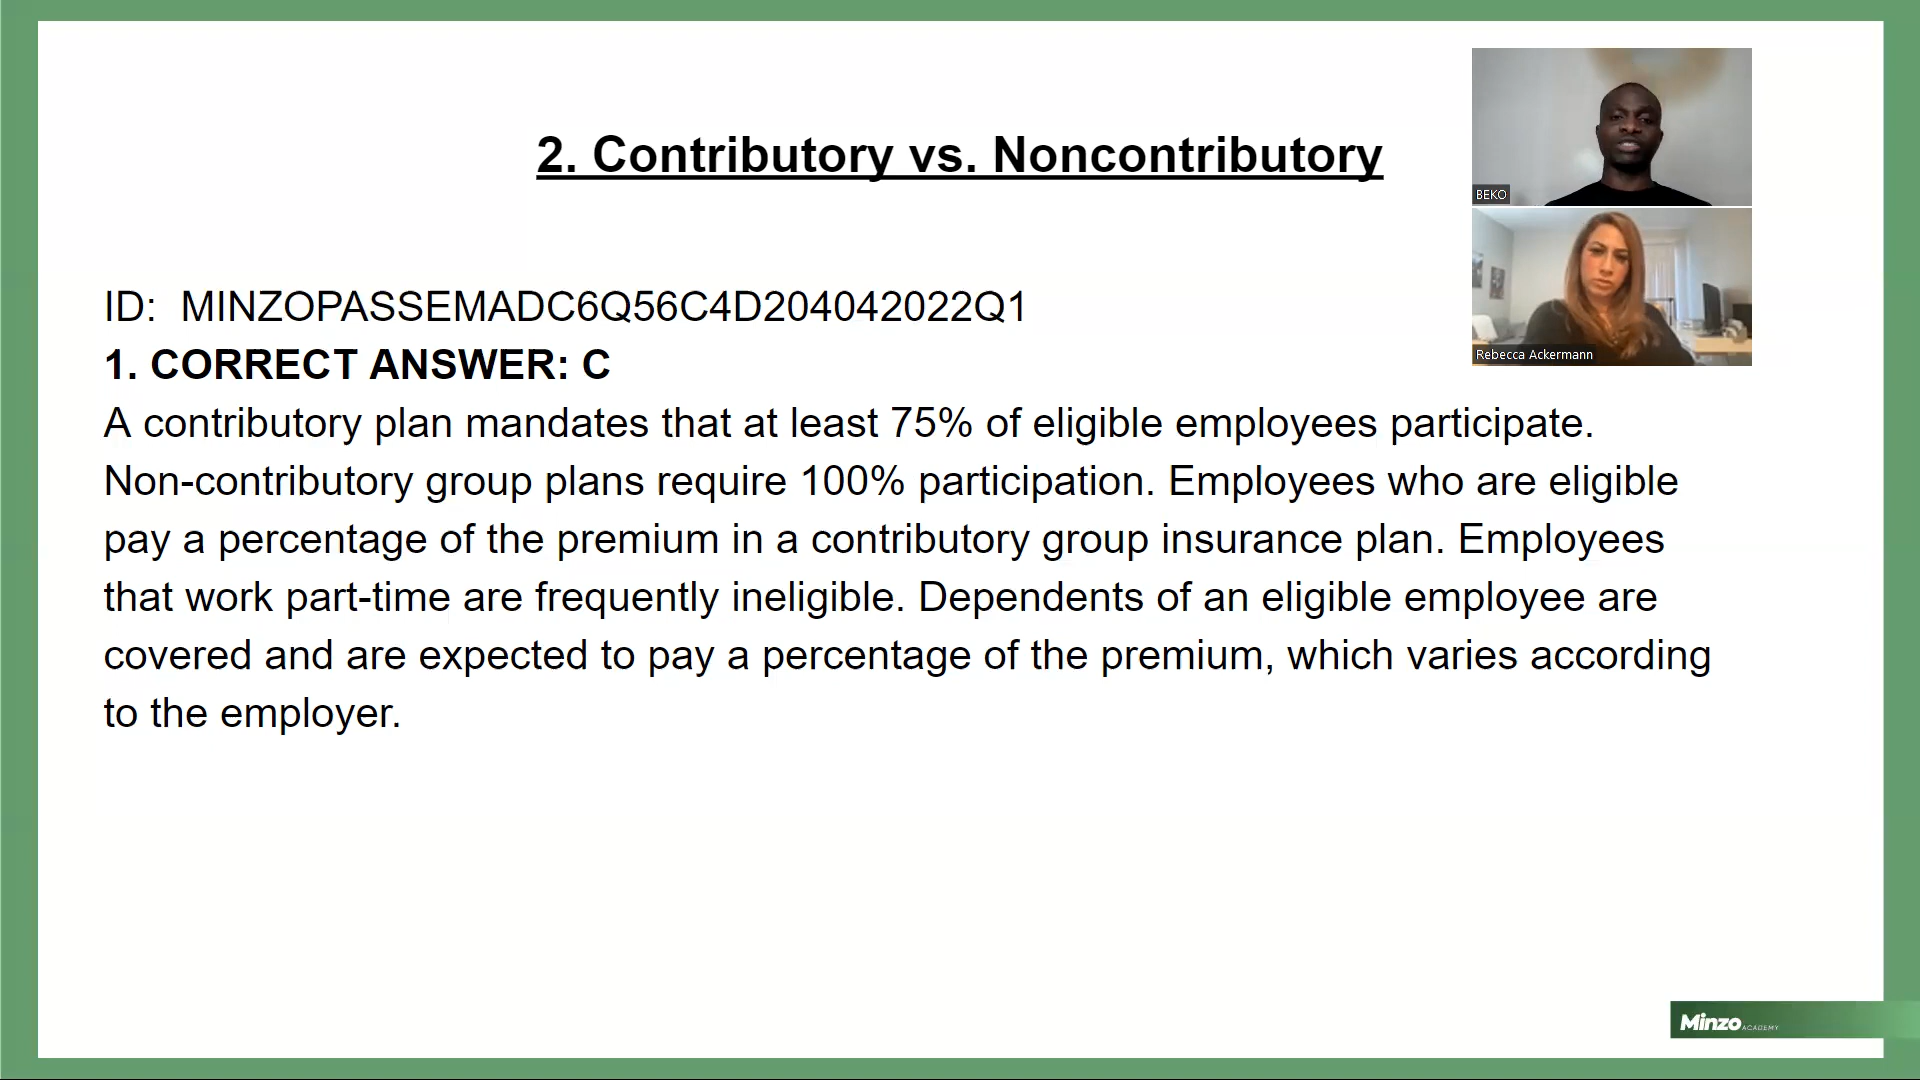 2. Contributory vs. Noncontributory
BEKO
Rebecca Ackermann
ID:  MINZOPASSEMADC6Q56C4D204042022Q1
1. CORRECT ANSWER: C
A contributory plan mandates that at least 75% of eligible employees participate.
Non-contributory group plans require 100% participation. Employees who are eligible
pay a percentage of the premium in a contributory group insurance plan. Employees
that work part-time are frequently ineligible. Dependents of an eligible employee are
covered and are expected to pay a percentage of the premium, which varies according
to the employer.
Minzo ACADEMY